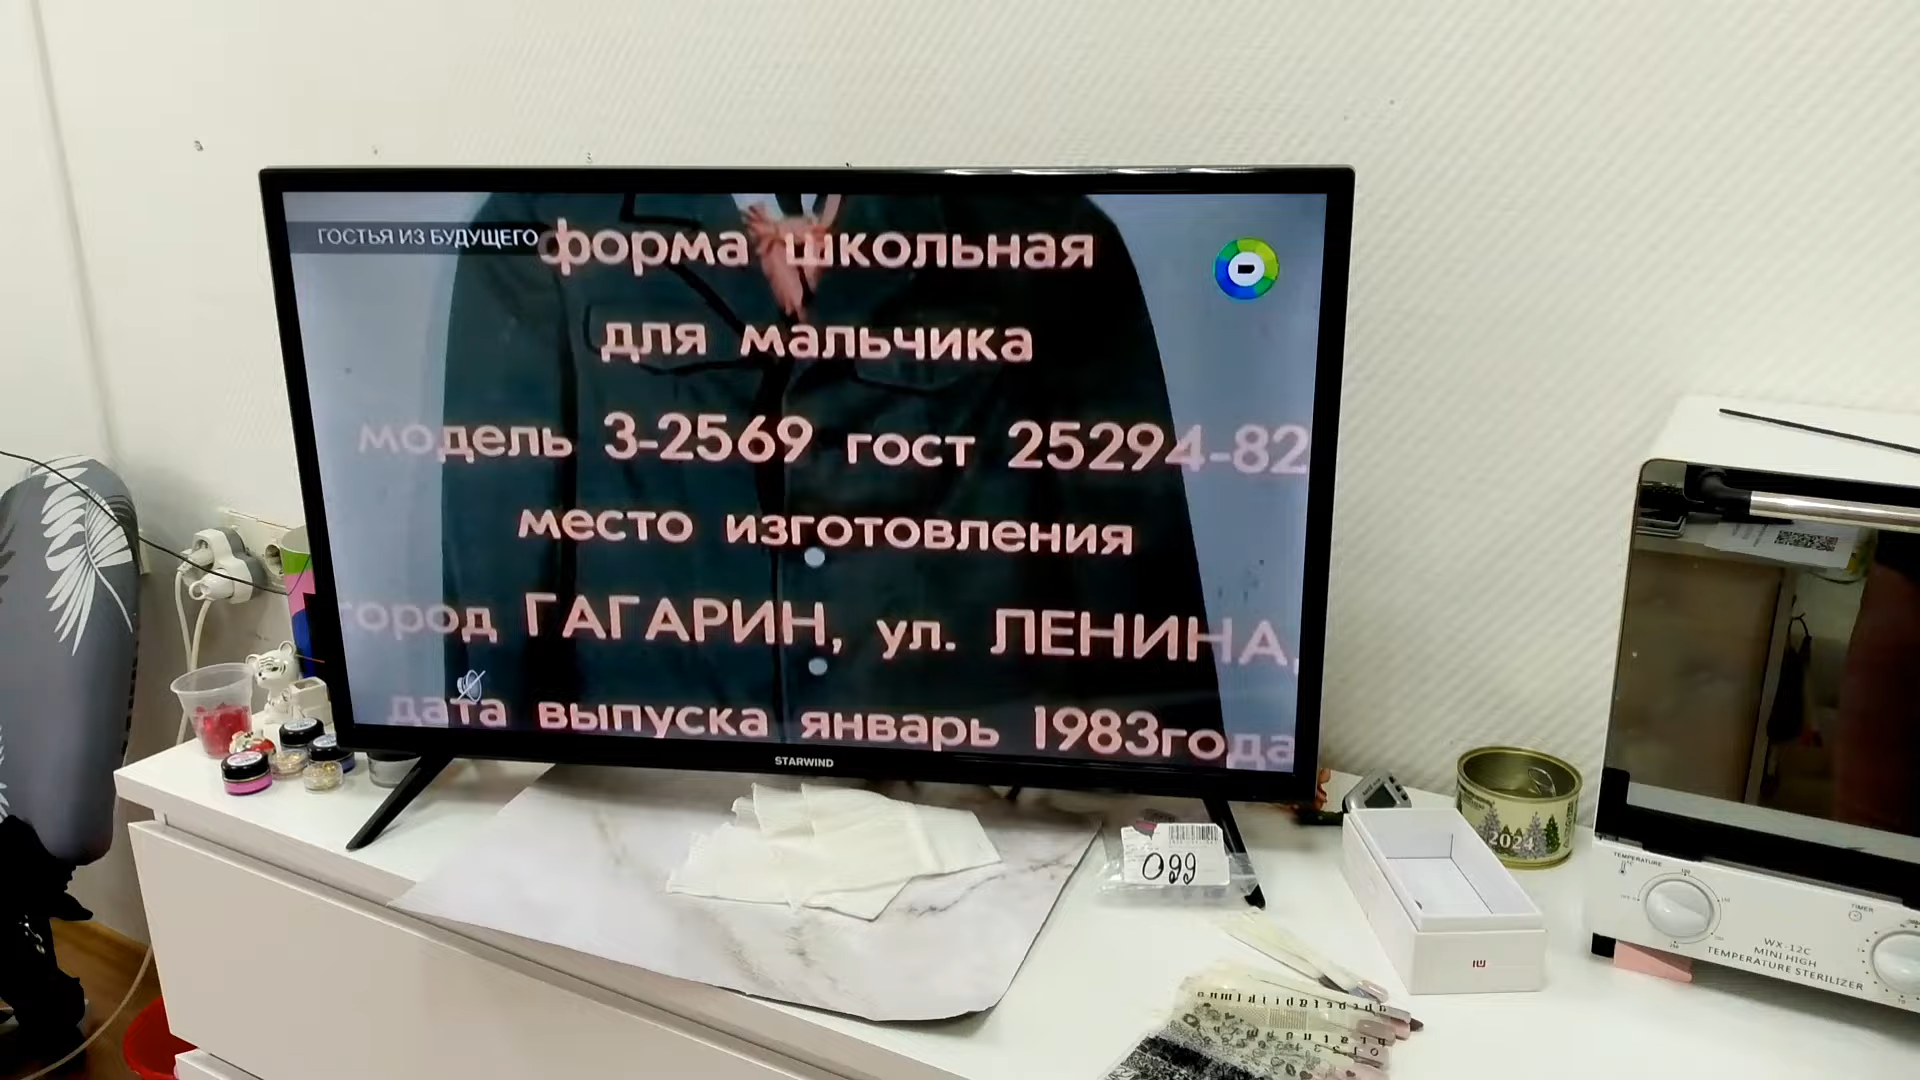 ГОСТЬЯ ИЗ БУДУЩЕГО
форма школьная
для мальчика
модель 3-2569 гост 25294-82
место изготовления
город ГАГАРИН, ул. ЛЕНИНА,
дата выпуска январь 1983года
STARWIND
099
2024
TEMPERATURE
°C
TIMER
WX-12C
MINI HIGH
TEMPERATURE STERILIZER